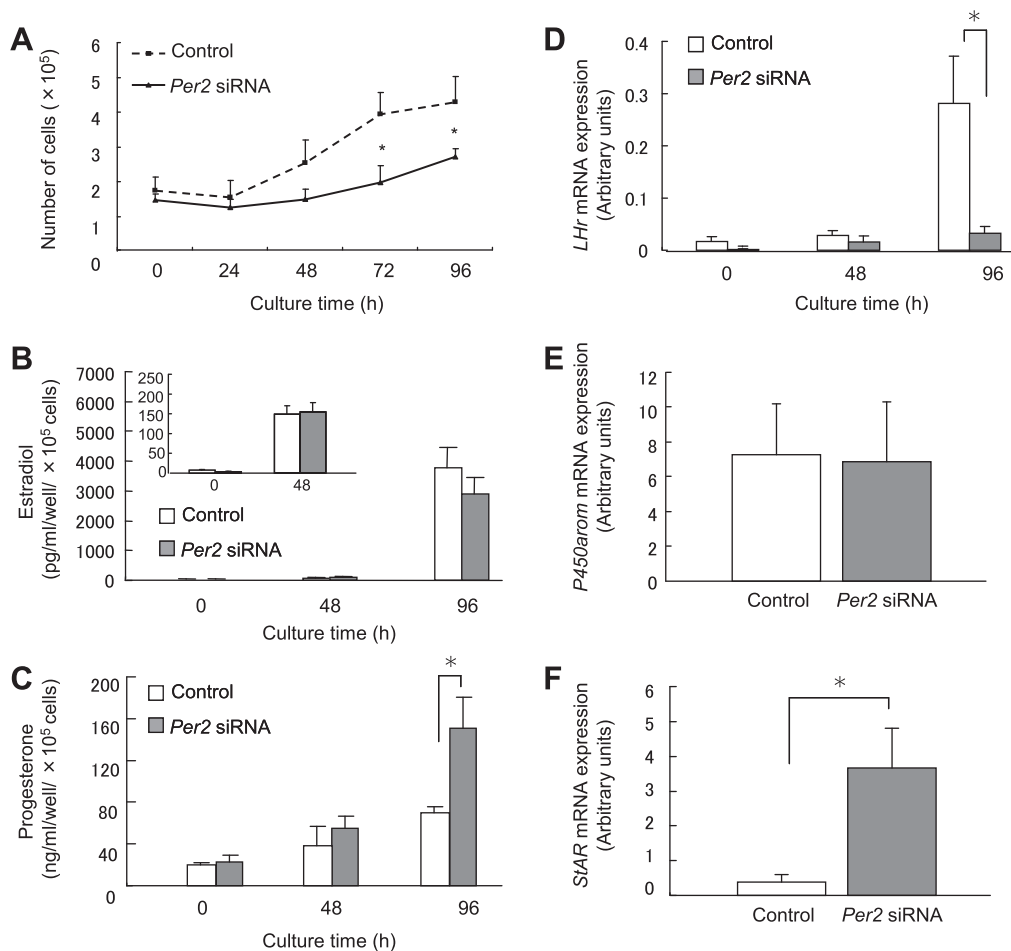 A
Number of cells (×10⁵)
6
5
4
3
2
1
0
Control
Per2 siRNA
*
*
0 24 48 72 96
Culture time (h)
B
Estradiol
(pg/ml/well/ ×10⁵ cells)
7000
6000
5000
4000
3000
2000
1000
0
250
200
150
100
50
0
0 48
Control
Per2 siRNA
0 48 96
Culture time (h)
C
Progesterone
(ng/ml/well/ ×10⁵ cells)
200
160
120
80
40
0
Control
Per2 siRNA
*
0 48 96
Culture time (h)
D
LHr mRNA expression
(Arbitrary units)
0.4
0.3
0.2
0.1
0
Control
Per2 siRNA
*
0 48 96
Culture time (h)
E
P450arom mRNA expression
(Arbitrary units)
12
10
8
6
4
2
0
Control Per2 siRNA
F
StAR mRNA expression
(Arbitrary units)
6
5
4
3
2
1
0
*
Control Per2 siRNA